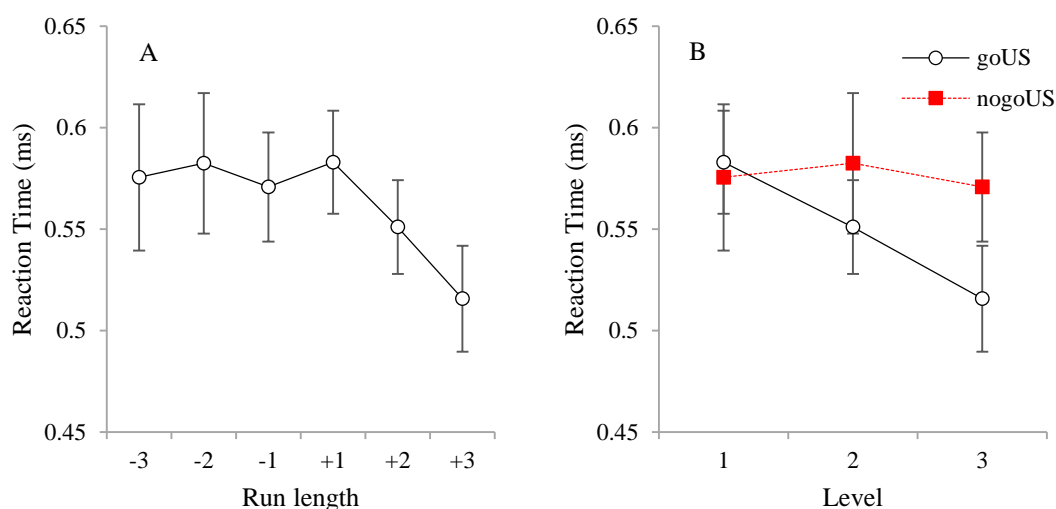 A
Reaction Time (ms)
0.65
0.6
0.55
0.5
0.45
-3 -2 -1 +1 +2 +3
Run length
B
goUS
nogoUS
Reaction Time (ms)
0.65
0.6
0.55
0.5
0.45
1 2 3
Level